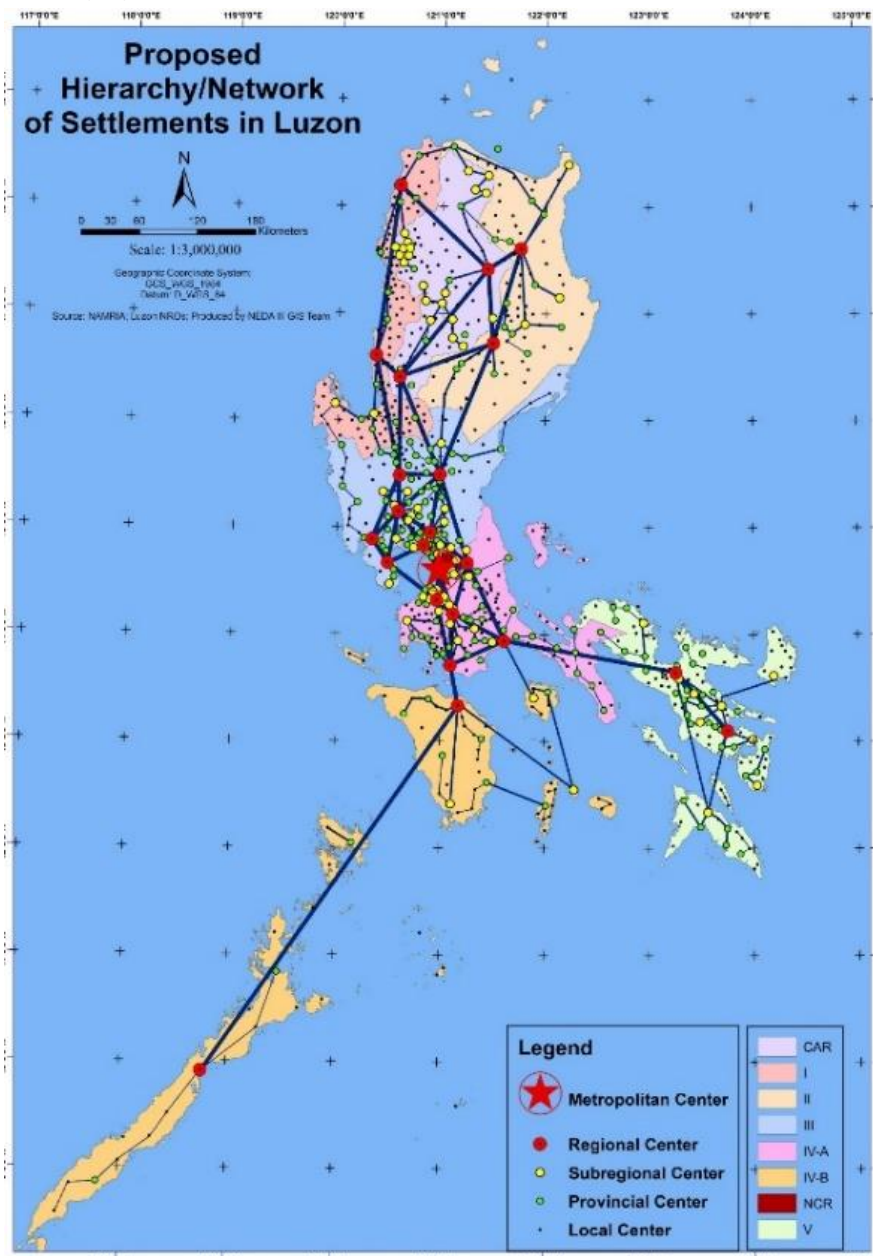 117°0'0"E 118°0'0"E 119°0'0"E 120°0'0"E 121°0'0"E 122°0'0"E 123°0'0"E 124°0'0"E 125°0'0"E
Proposed
Hierarchy/Network
of Settlements in Luzon
N
0 30 60 120 180
Kilometers
Scale: 1:3,000,000
Geographic Coordinate System:
GCS_WGS_1984
Datum: D_WGS_84
Source: NAMRIA; Luzon NROs; Produced by NEDA III GIS Team
Legend
Metropolitan Center
Regional Center
Subregional Center
Provincial Center
Local Center
CAR
I
II
III
IV-A
IV-B
NCR
V